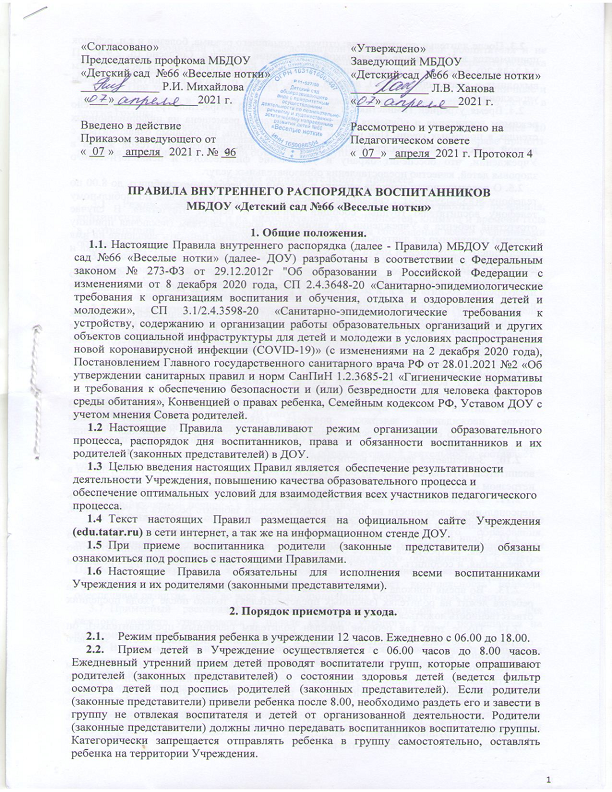 «Согласовано»
Председатель профкома МБДОУ
«Детский сад №66 «Веселые нотки»
Р.И. Михайлова
«07» апреля 2021 г.
«Утверждено»
Заведующий МБДОУ
«Детский сад №66 «Веселые нотки»
Л.В. Ханова
«07» апреля 2021 г.
Введено в действие
Приказом заведующего от
« 07 » апреля 2021 г. № 96
Рассмотрено и утверждено на
Педагогическом совете
« 07 » апреля 2021 г. Протокол 4
«Веселые нотки»
ПРАВИЛА ВНУТРЕННЕГО РАСПОРЯДКА ВОСПИТАННИКОВ
МБДОУ «Детский сад №66 «Веселые нотки»
1. Общие положения.
1.1. Настоящие Правила внутреннего распорядка (далее - Правила) МБДОУ «Детский
сад №66 «Веселые нотки» (далее- ДОУ) разработаны в соответствии с Федеральным
законом № 273-ФЗ от 29.12.2012г "Об образовании в Российской Федерации с
изменениями от 8 декабря 2020 года, СП 2.4.3648-20 «Санитарно-эпидемиологические
требования к организациям воспитания и обучения, отдыха и оздоровления детей и
молодежи», СП 3.1/2.4.3598-20 «Санитарно-эпидемиологические требования к
устройству, содержанию и организации работы образовательных организаций и других
объектов социальной инфраструктуры для детей и молодежи в условиях распространения
новой коронавирусной инфекции (COVID-19)» (с изменениями на 2 декабря 2020 года),
Постановлением Главного государственного санитарного врача РФ от 28.01.2021 №2 «Об
утверждении санитарных правил и норм СанПиН 1.2.3685-21 «Гигиенические нормативы
и требования к обеспечению безопасности и (или) безвредности для человека факторов
среды обитания», Конвенцией о правах ребенка, Семейным кодексом РФ, Уставом ДОУ с
учетом мнения Совета родителей.
1.2 Настоящие Правила устанавливают режим организации образовательного
процесса, распорядок дня воспитанников, права и обязанности воспитанников и их
родителей (законных представителей) в ДОУ.
1.3 Целью введения настоящих Правил является обеспечение результативности
деятельности Учреждения, повышению качества образовательного процесса и
обеспечение оптимальных условий для взаимодействия всех участников педагогического
процесса.
1.4 Текст настоящих Правил размещается на официальном сайте Учреждения
(edu.tatar.ru) в сети интернет, а так же на информационном стенде ДОУ.
1.5 При приеме воспитанника родители (законные представители) обязаны
ознакомиться под роспись с настоящими Правилами.
1.6 Настоящие Правила обязательны для исполнения всеми воспитанниками
Учреждения и их родителями (законными представителями).
2. Порядок присмотра и ухода.
2.1. Режим пребывания ребенка в учреждении 12 часов. Ежедневно с 06.00 до 18.00.
2.2. Прием детей в Учреждение осуществляется с 06.00 часов до 8.00 часов.
Ежедневный утренний прием детей проводят воспитатели групп, которые опрашивают
родителей (законных представителей) о состоянии здоровья детей (ведется фильтр
осмотра детей под роспись родителей (законных представителей). Если родители
(законные представители) привели ребенка после 8.00, необходимо раздеть его и завести в
группу не отвлекая воспитателя и детей от организованной деятельности. Родители
(законные представители) должны лично передавать воспитанников воспитателю группы.
Категорически запрещается отправлять ребенка в группу самостоятельно, оставлять
ребенка на территории Учреждения.
1